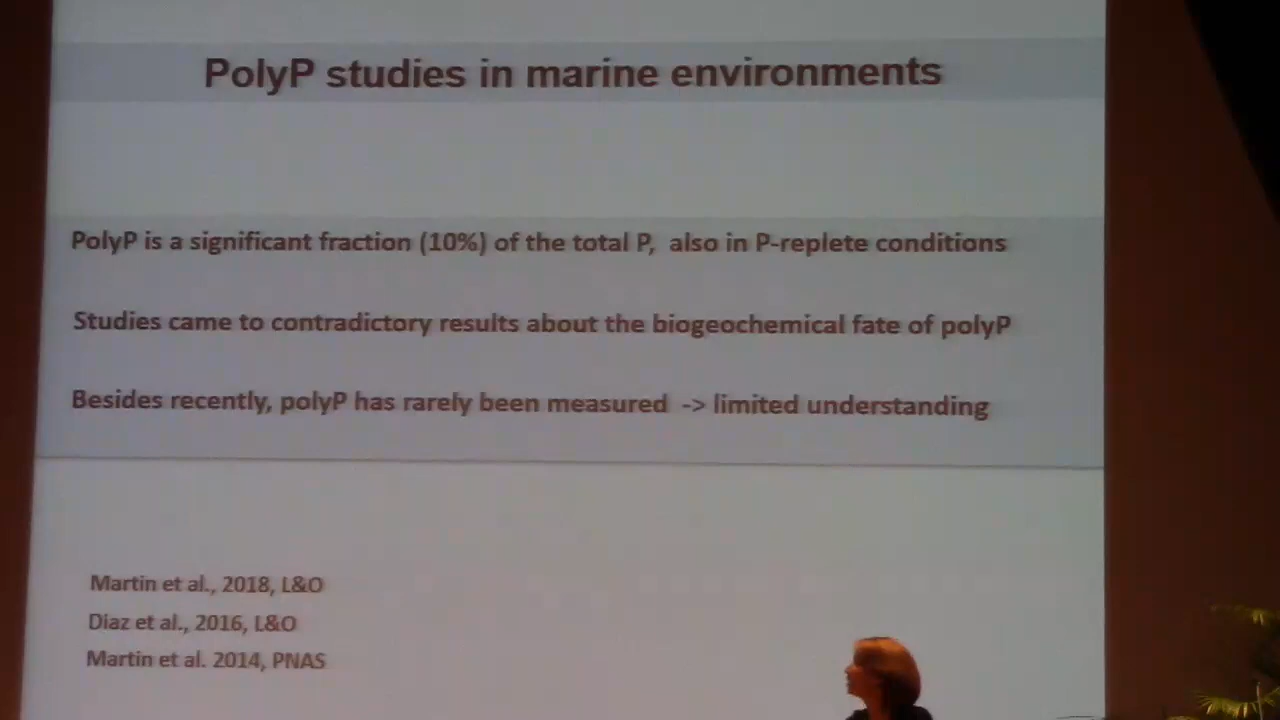 PolyP studies in marine environments
PolyP is a significant fraction (10%) of the total P, also in P-replete conditions
Studies came to contradictory results about the biogeochemical fate of polyP
Besides recently, polyP has rarely been measured -> limited understanding
Martin et al., 2018, L&O
Diaz et al., 2016, L&O
Martin et al. 2014, PNAS